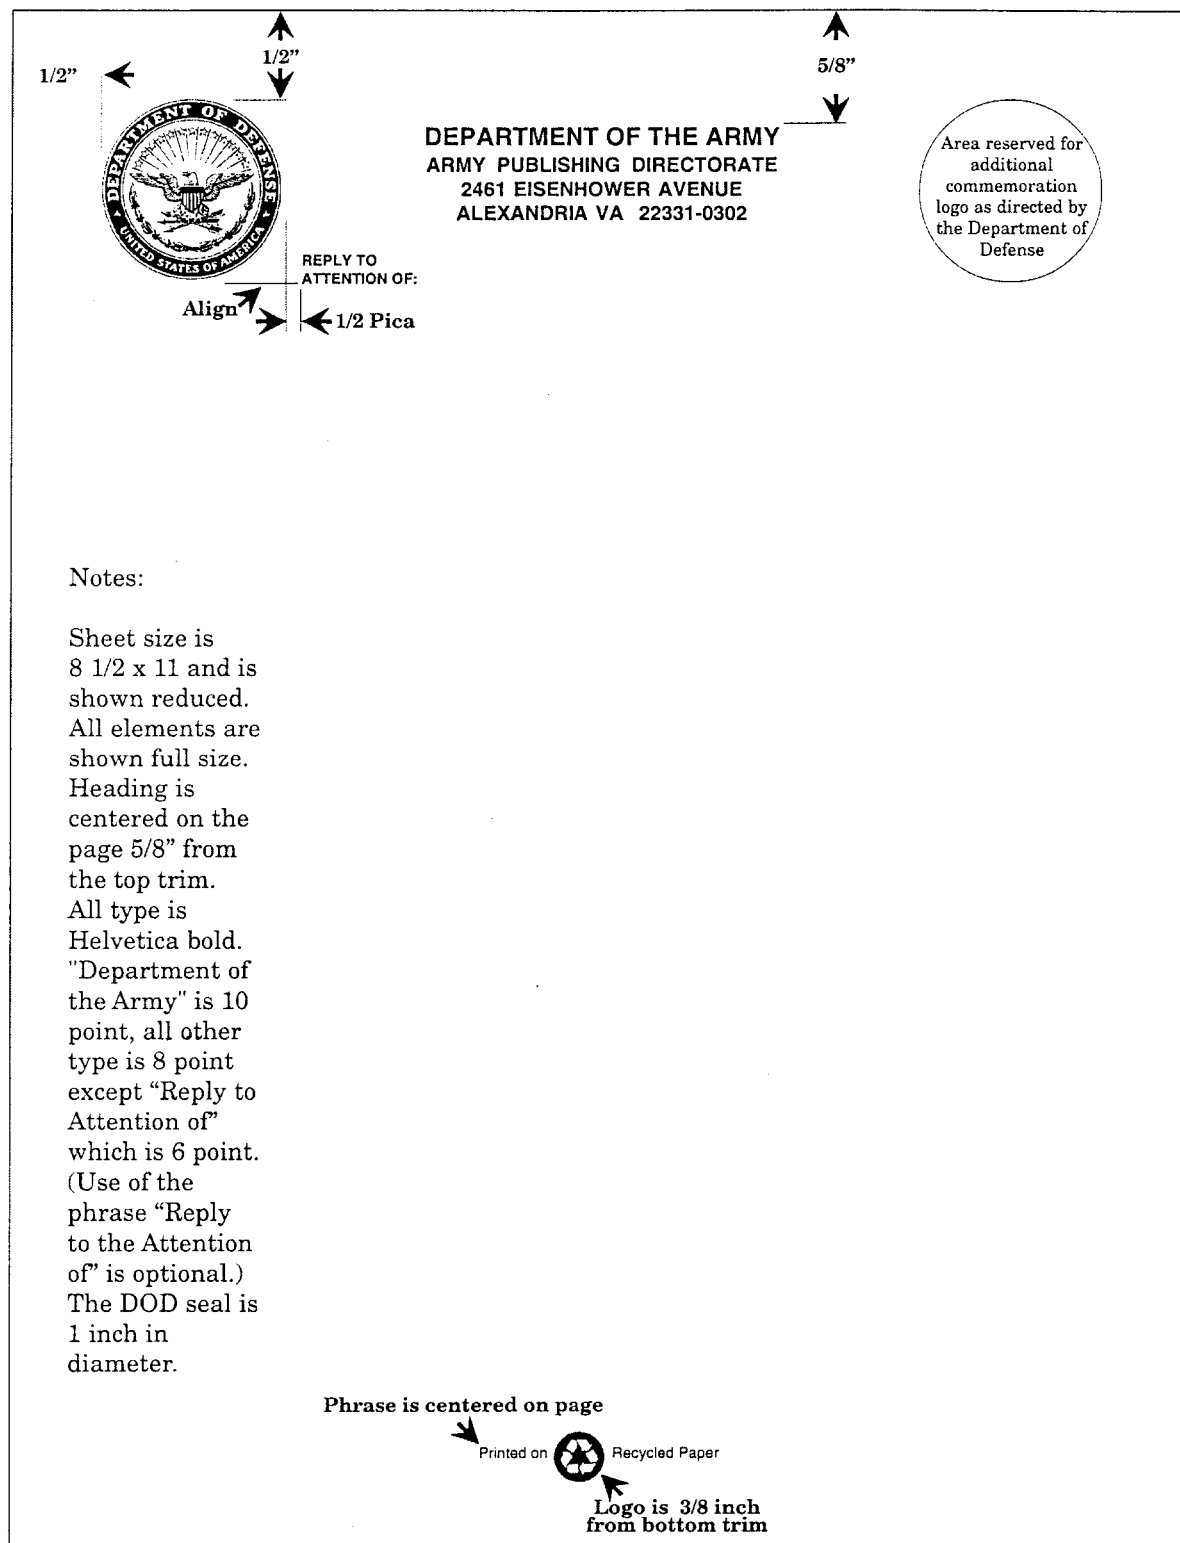 1/2”
1/2”
5/8”
DEPARTMENT OF DEFENSE
UNITED STATES OF AMERICA
DEPARTMENT OF THE ARMY
ARMY PUBLISHING DIRECTORATE
2461 EISENHOWER AVENUE
ALEXANDRIA VA 22331-0302
Area reserved for
additional
commemoration
logo as directed by
the Department of
Defense
REPLY TO
ATTENTION OF:
Align
1/2 Pica
Notes:
Sheet size is
8 1/2 x 11 and is
shown reduced.
All elements are
shown full size.
Heading is
centered on the
page 5/8” from
the top trim.
All type is
Helvetica bold.
"Department of
the Army" is 10
point, all other
type is 8 point
except “Reply to
Attention of”
which is 6 point.
(Use of the
phrase “Reply
to the Attention
of” is optional.)
The DOD seal is
1 inch in
diameter.
Phrase is centered on page
Printed on Recycled Paper
Logo is 3/8 inch
from bottom trim